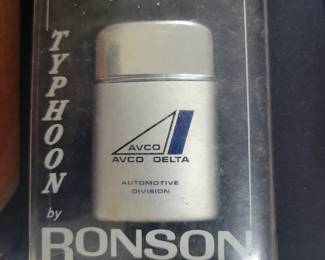 TYPHOON
by
RONSON
AVCO
AVCO DELTA
AUTOMOTIVE
DIVISION